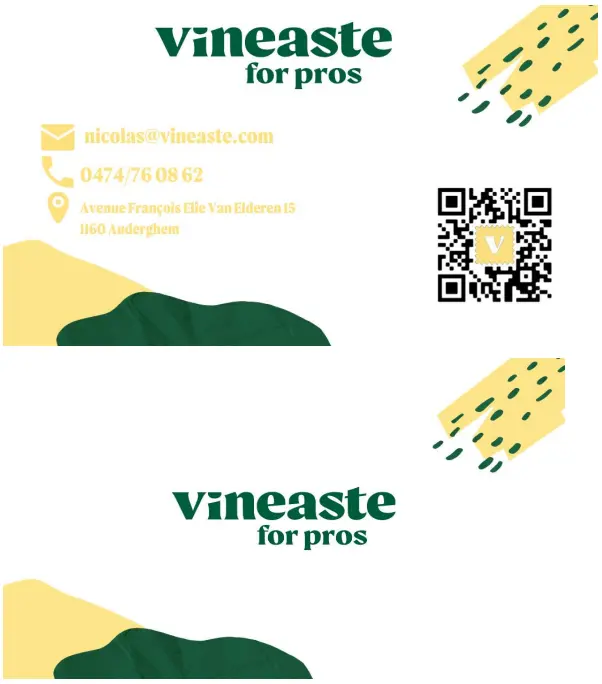 vineaste
for pros
nicolas@vineaste.com
0474/76 08 62
Avenue François Elie Van Elderen 15
1160 Auderghem
V
vineaste
for pros